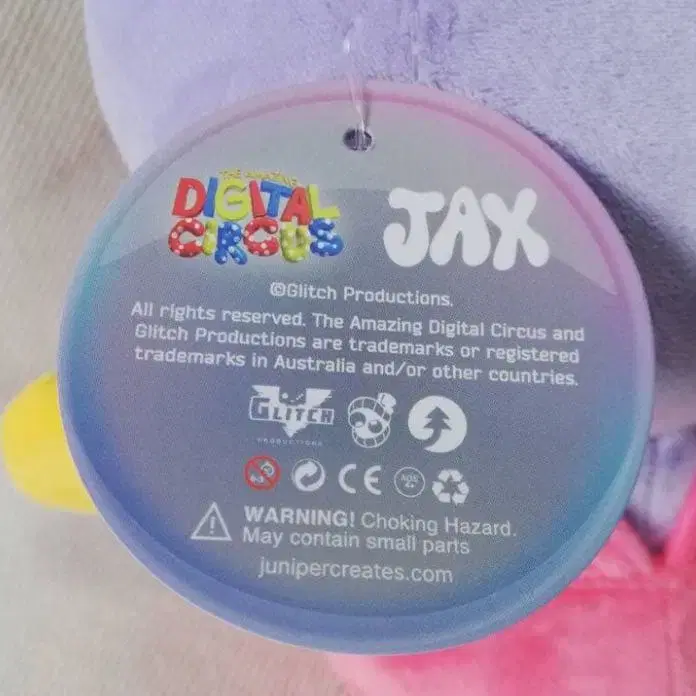 THE AMAZING
DIGITAL
CIRCUS
JAX
©Glitch Productions.
All rights reserved. The Amazing Digital Circus and
Glitch Productions are trademarks or registered
trademarks in Australia and/or other countries.
GLITCH
PRODUCTIONS
CE
WARNING! Choking Hazard.
May contain small parts
junipercreates.com